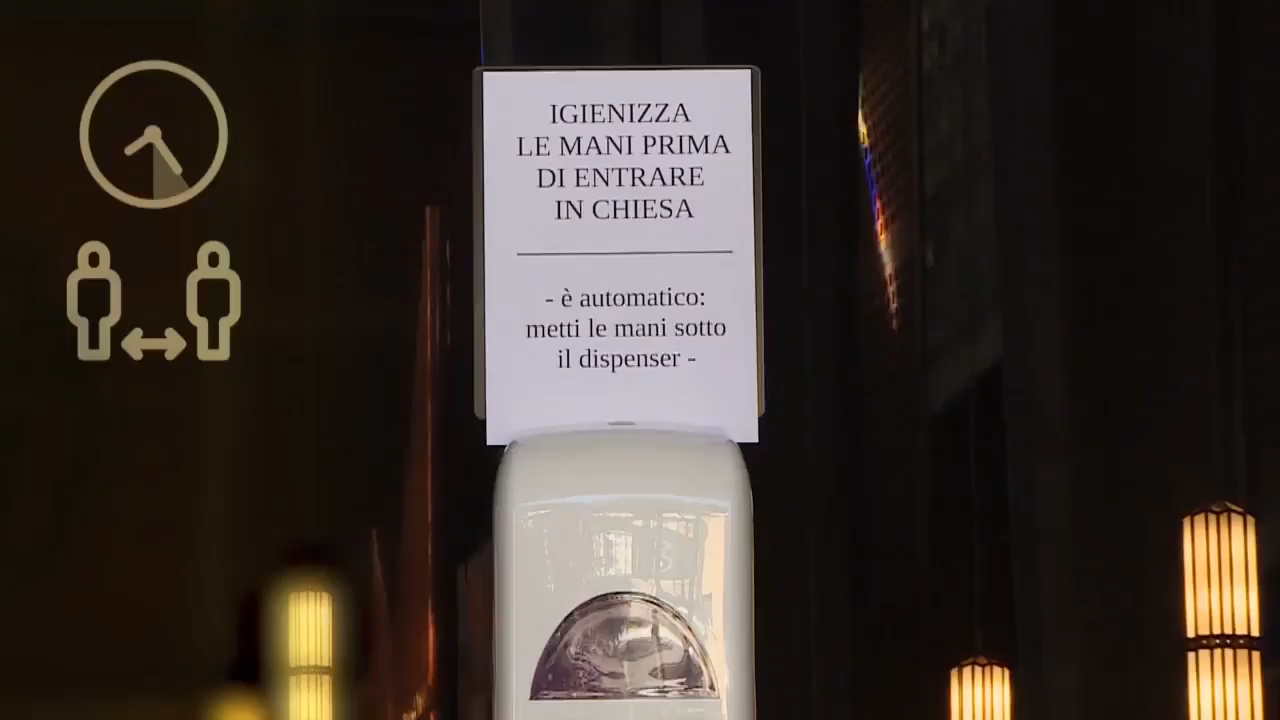 IGIENIZZA
LE MANI PRIMA
DI ENTRARE
IN CHIESA
- è automatico:
metti le mani sotto
il dispenser -